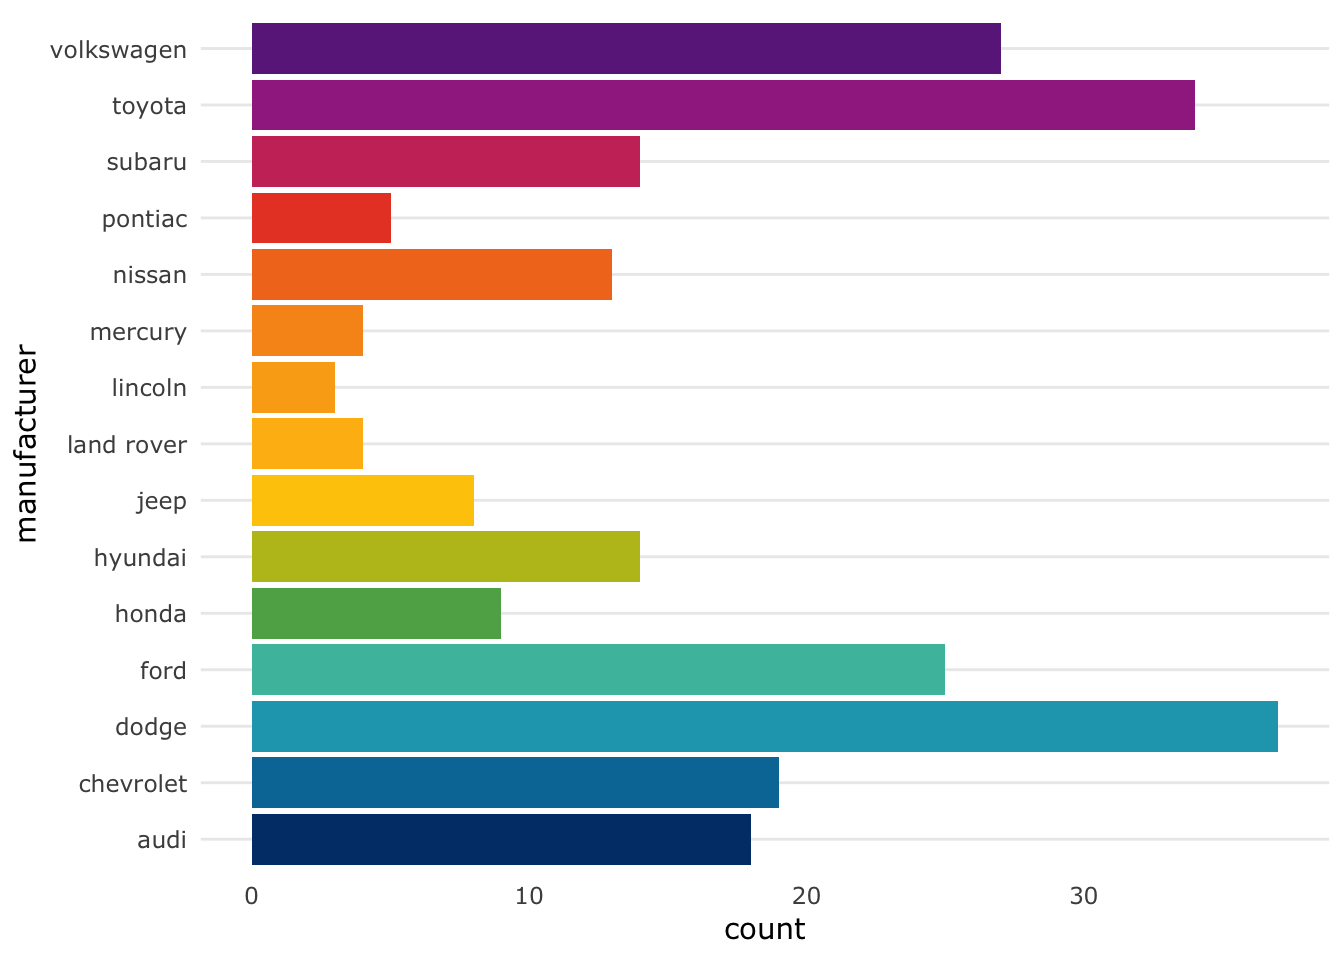 volkswagen
toyota
subaru
pontiac
nissan
mercury
lincoln
land rover
jeep
hyundai
honda
ford
dodge
chevrolet
audi
manufacturer
0 10 20 30
count